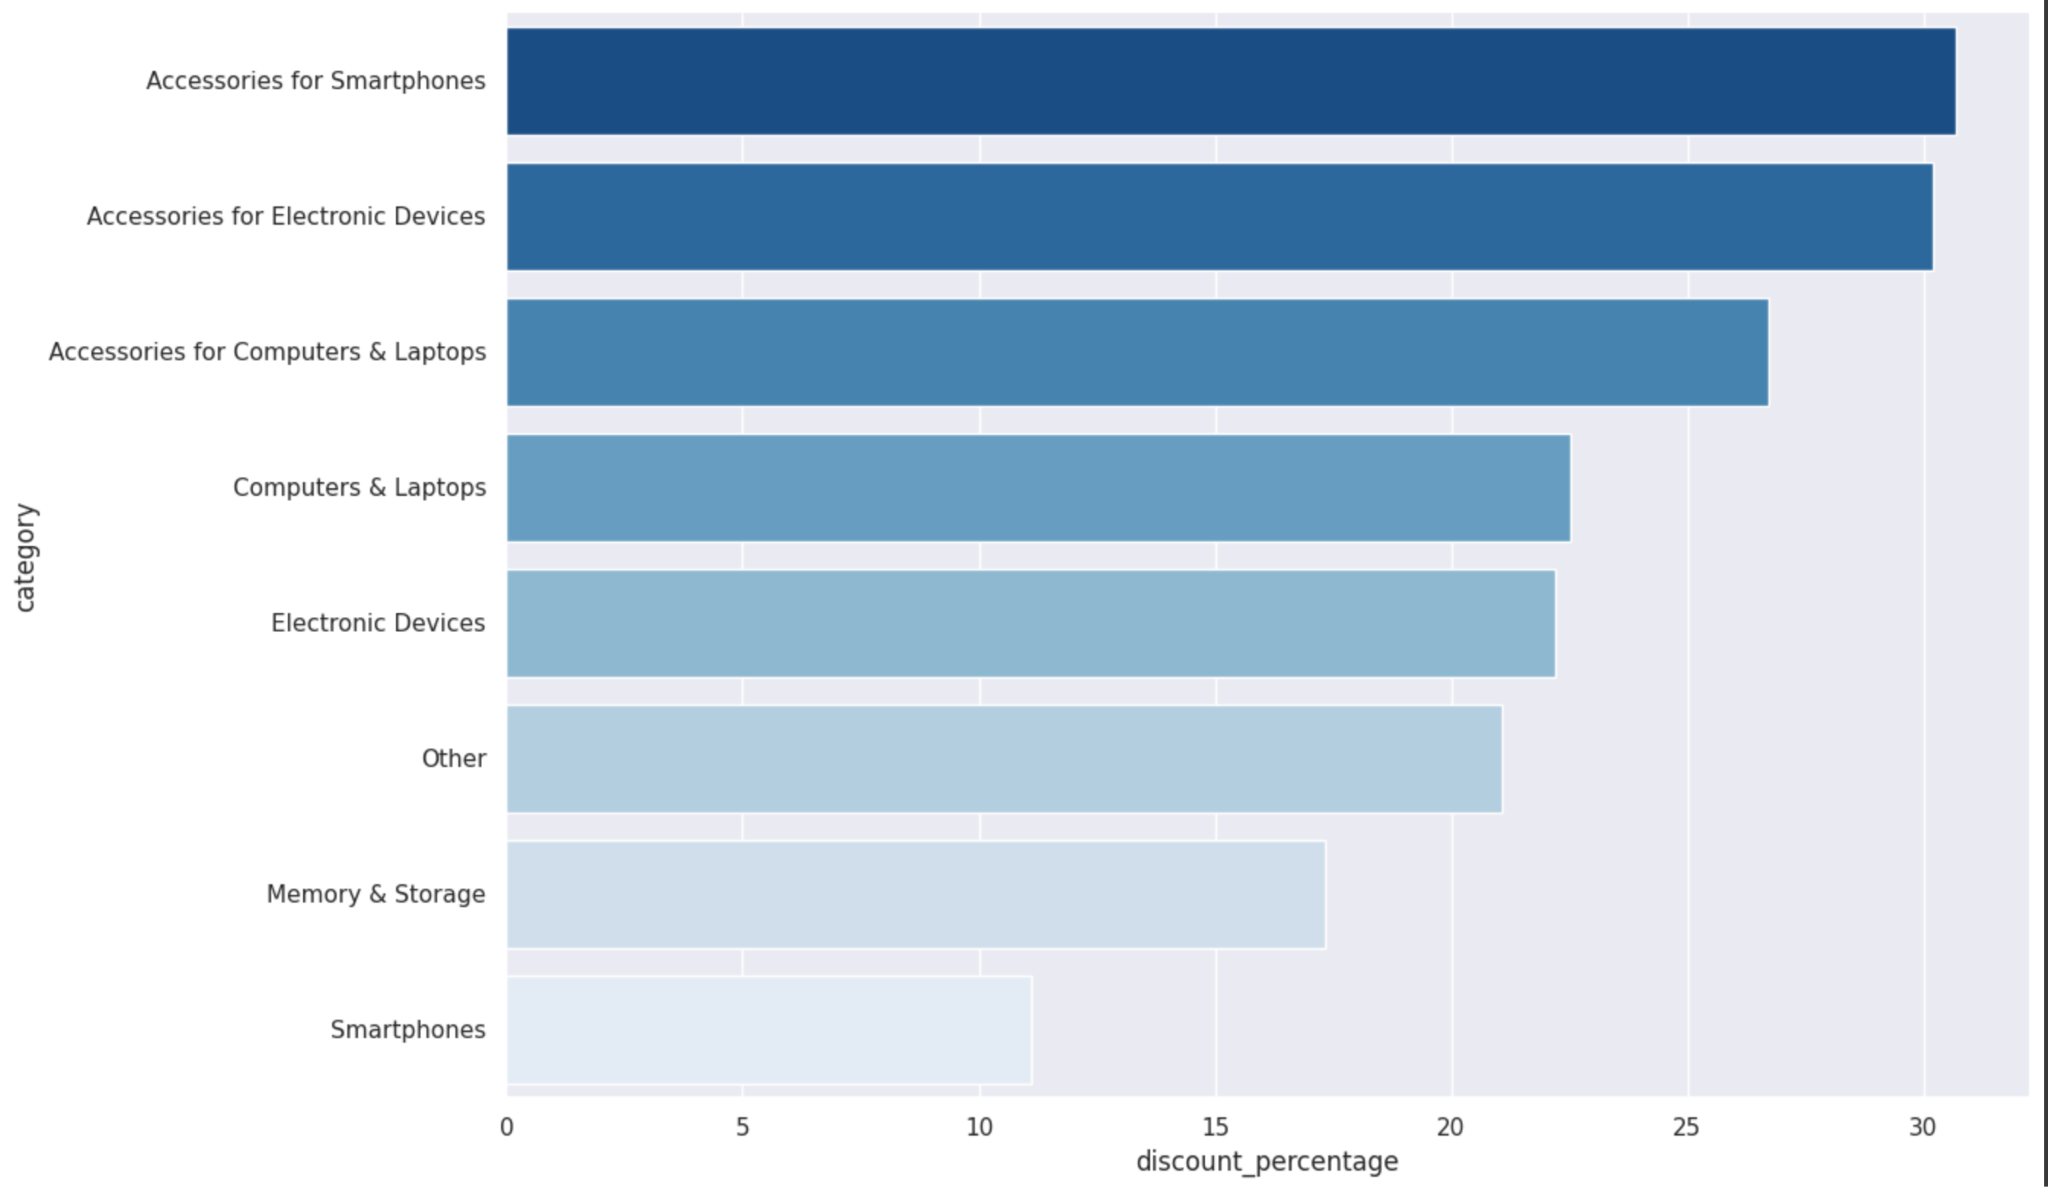 Accessories for Smartphones
Accessories for Electronic Devices
Accessories for Computers & Laptops
Computers & Laptops
Electronic Devices
Other
Memory & Storage
Smartphones
category
0 5 10 15 20 25 30
discount_percentage